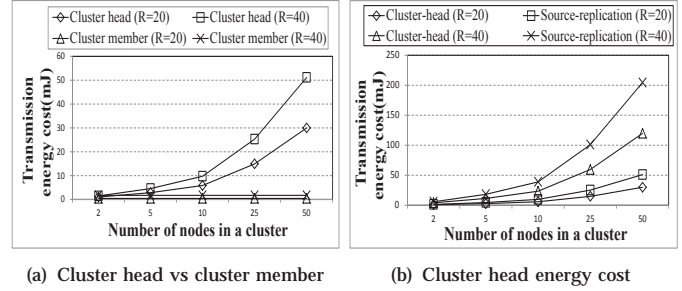 Cluster head (R=20) Cluster head (R=40)
Cluster member (R=20) Cluster member (R=40)
60
50
40
30
20
10
0
Transmission
energy cost(mJ)
2 5 10 25 50
Number of nodes in a cluster
(a) Cluster head vs cluster member
Cluster-head (R=20) Source-replication (R=20)
Cluster-head (R=40) Source-replication (R=40)
250
200
150
100
50
0
Transmission
energy cost(mJ)
2 5 10 25 50
Number of nodes in a cluster
(b) Cluster head energy cost